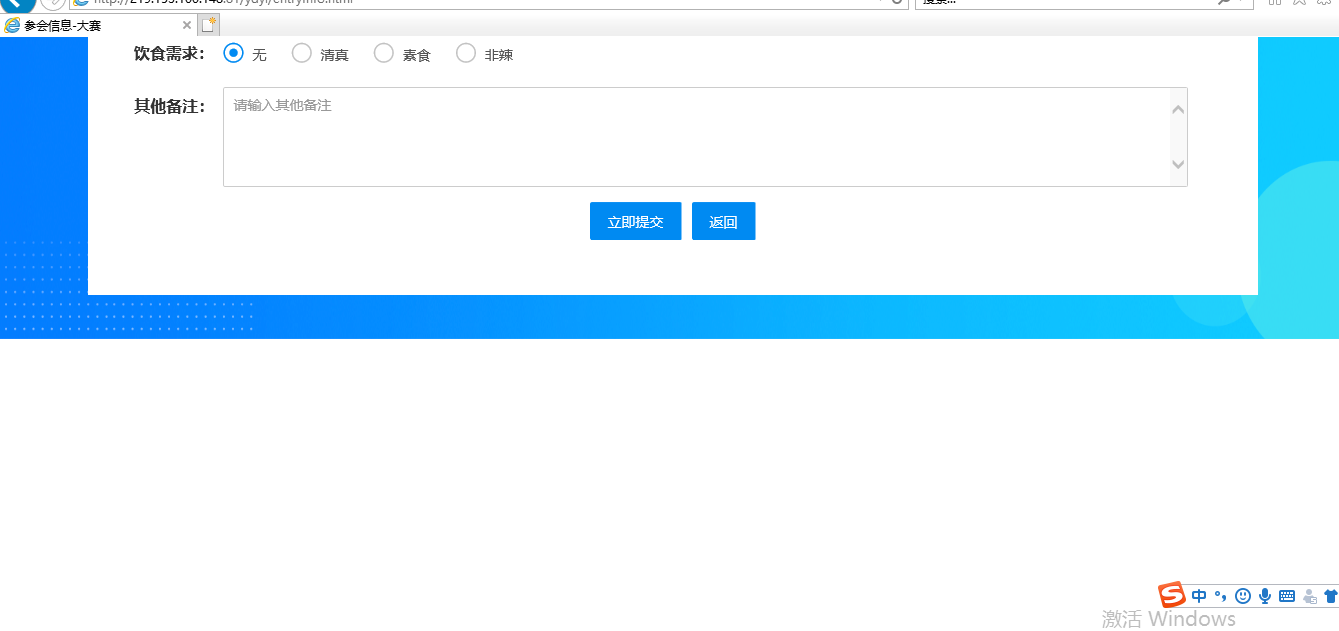 参会信息-大赛
饮食需求： 无 清真 素食 非辣
其他备注： 请输入其他备注
立即提交 返回
中
激活 Windows